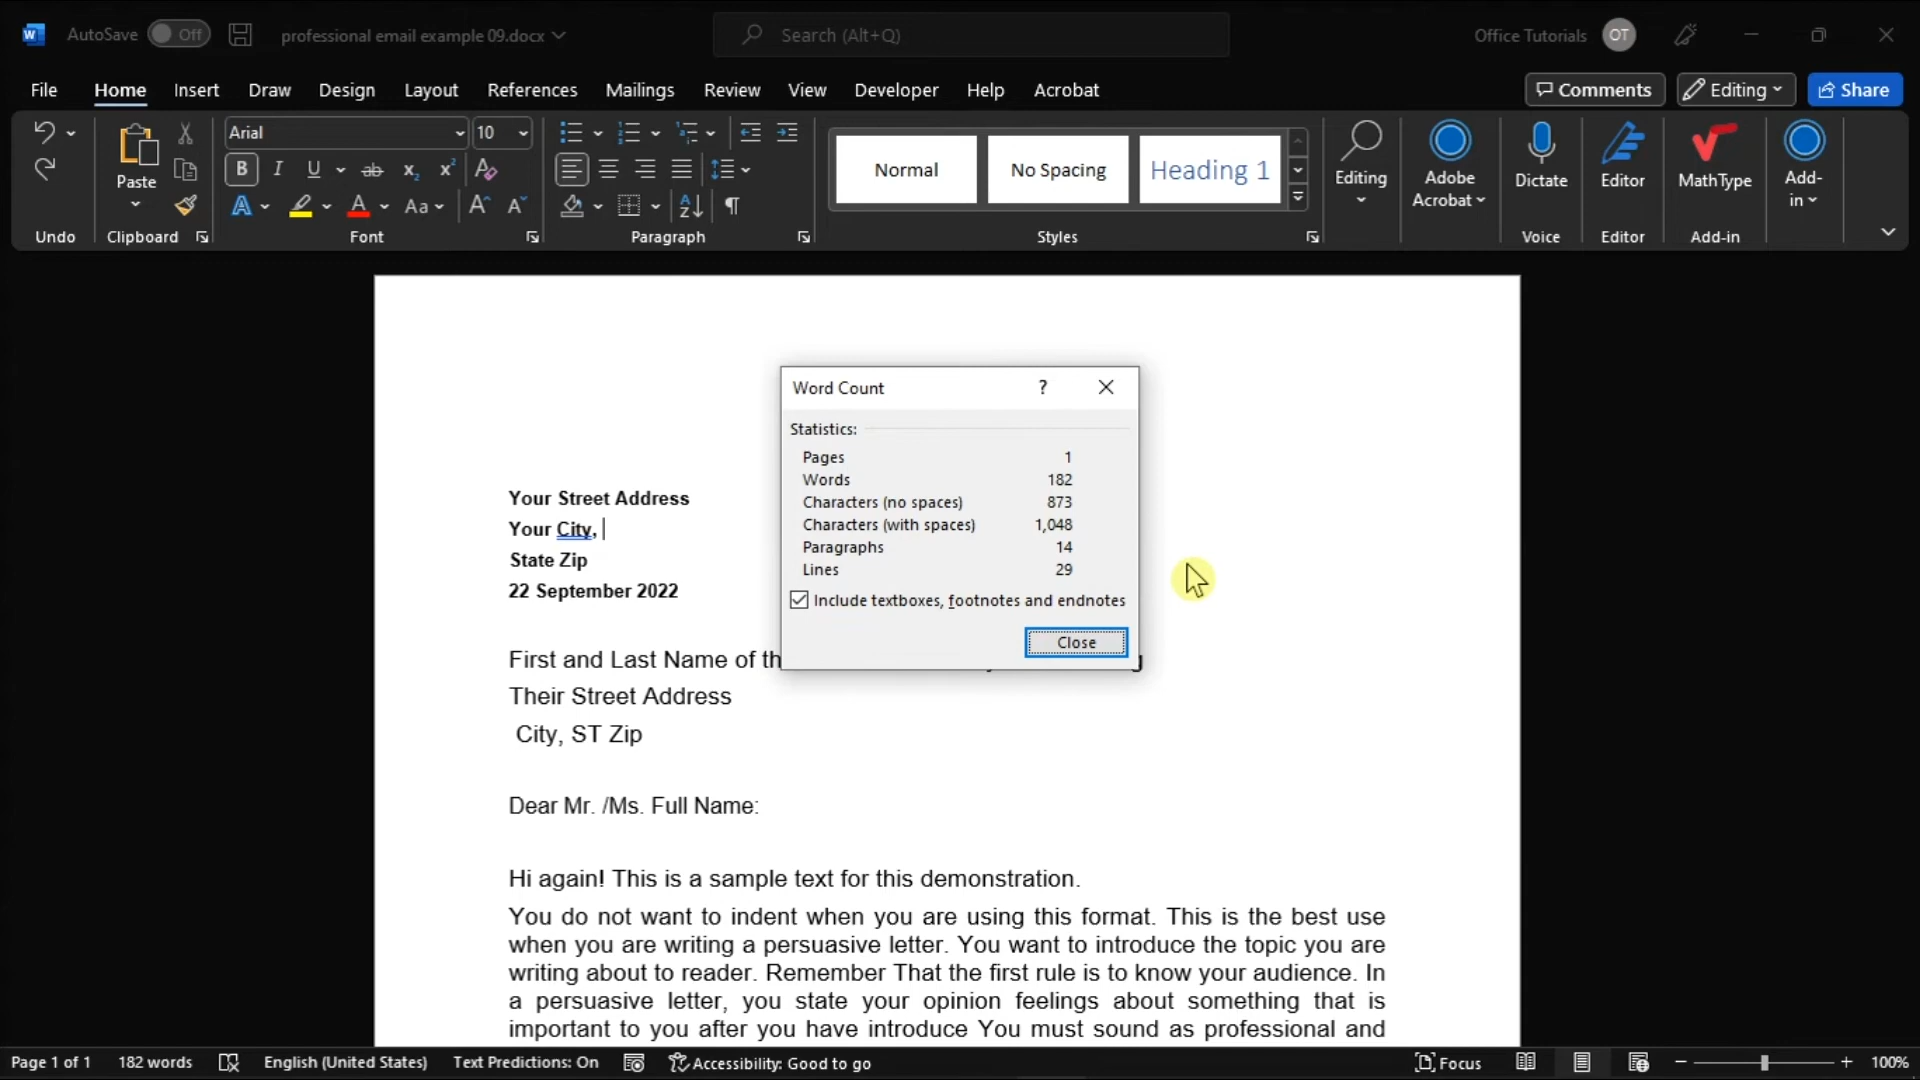 AutoSave Off professional email example 09.docx Search (Alt+Q) Office Tutorials OT
File Home Insert Draw Design Layout References Mailings Review View Developer Help Acrobat Comments Editing Share
Undo
Paste
Clipboard
Arial 10
Font
Paragraph
Normal No Spacing Heading 1
Styles
Editing
Adobe
Acrobat
Dictate
Voice
Editor
Editor
MathType
Add-in
Add-
in
Word Count ?
Statistics:
Pages 1
Words 182
Characters (no spaces) 873
Characters (with spaces) 1,048
Paragraphs 14
Lines 29
Include textboxes, footnotes and endnotes
Close
Your Street Address
Your City,
State Zip
22 September 2022
First and Last Name of
Their Street Address
City, ST Zip
Dear Mr. /Ms. Full Name:
Hi again! This is a sample text for this demonstration.
You do not want to indent when you are using this format. This is the best use
when you are writing a persuasive letter. You want to introduce the topic you are
writing about to reader. Remember That the first rule is to know your audience. In
a persuasive letter, you state your opinion feelings about something that is
important to you after you have introduce You must sound as professional and
Page 1 of 1 182 words English (United States) Text Predictions: On Accessibility: Good to go Focus 100%